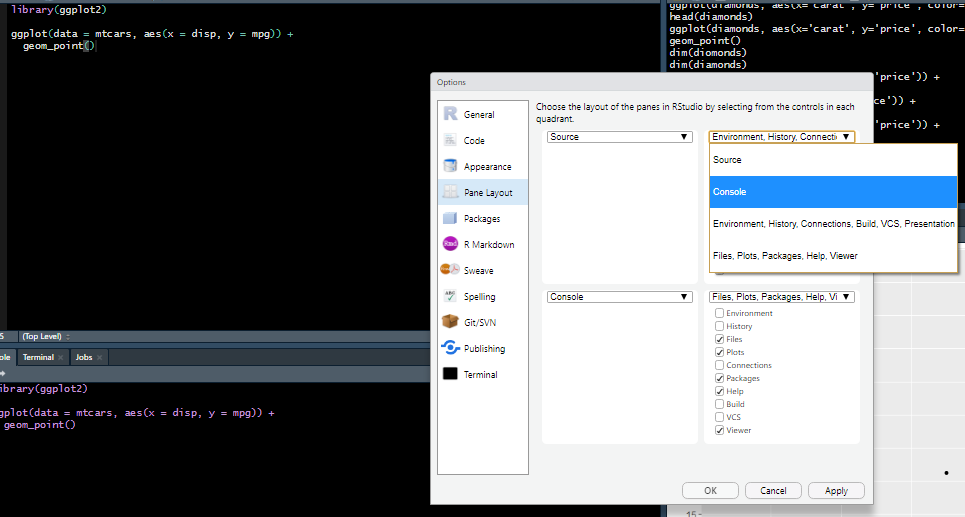 library(ggplot2)
ggplot(data = mtcars, aes(x = disp, y = mpg)) +
geom_point()
ggplot(diamonds, aes(x='carat', y='price', color=
head(diamonds)
ggplot(diamonds, aes(x='carat', y='price', color=
geom_point()
dim(diomonds)
dim(diamonds)
'price')) +
ce')) +
'price')) +
Options
General
Code
Appearance
Pane Layout
Packages
R Markdown
Sweave
Spelling
Git/SVN
Publishing
Terminal
Choose the layout of the panes in RStudio by selecting from the controls in each
quadrant.
Source
Environment, History, Connecti
Source
Console
Environment, History, Connections, Build, VCS, Presentation
Files, Plots, Packages, Help, Viewer
Console
Files, Plots, Packages, Help, Vi
Environment
History
Files
Plots
Connections
Packages
Help
Build
VCS
Viewer
OK Cancel Apply
5 (Top Level)
ole Terminal Jobs
ibrary(ggplot2)
gplot(data = mtcars, aes(x = disp, y = mpg)) +
geom_point()
15